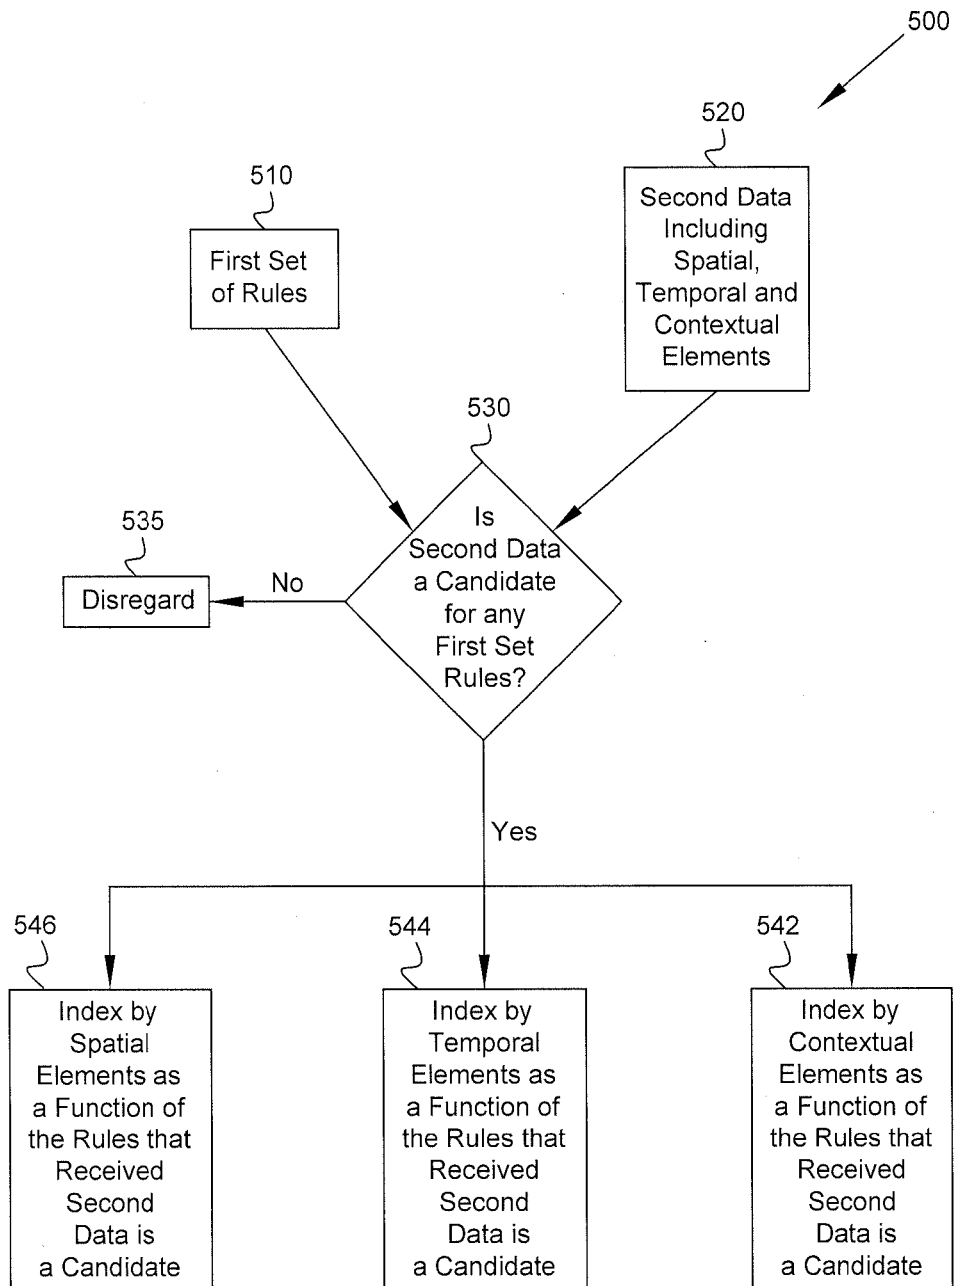 500
520
510
Second Data
Including
Spatial,
Temporal and
Contextual
Elements
First Set
of Rules
530
Is
Second Data
a Candidate
for any
First Set
Rules?
535
No
Disregard
Yes
546
Index by
Spatial
Elements as
a Function of
the Rules that
Received
Second
Data is
a Candidate
544
Index by
Temporal
Elements as
a Function of
the Rules that
Received
Second
Data is
a Candidate
542
Index by
Contextual
Elements as
a Function of
the Rules that
Received
Second
Data is
a Candidate